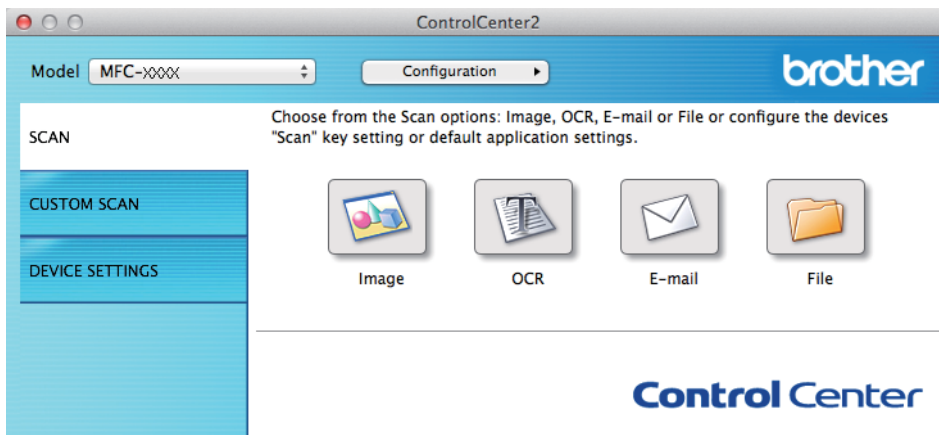 ControlCenter2
Model MFC-XXXX Configuration
brother
SCAN
CUSTOM SCAN
DEVICE SETTINGS
Choose from the Scan options: Image, OCR, E-mail or File or configure the devices
"Scan" key setting or default application settings.
Image OCR E-mail File
Control Center